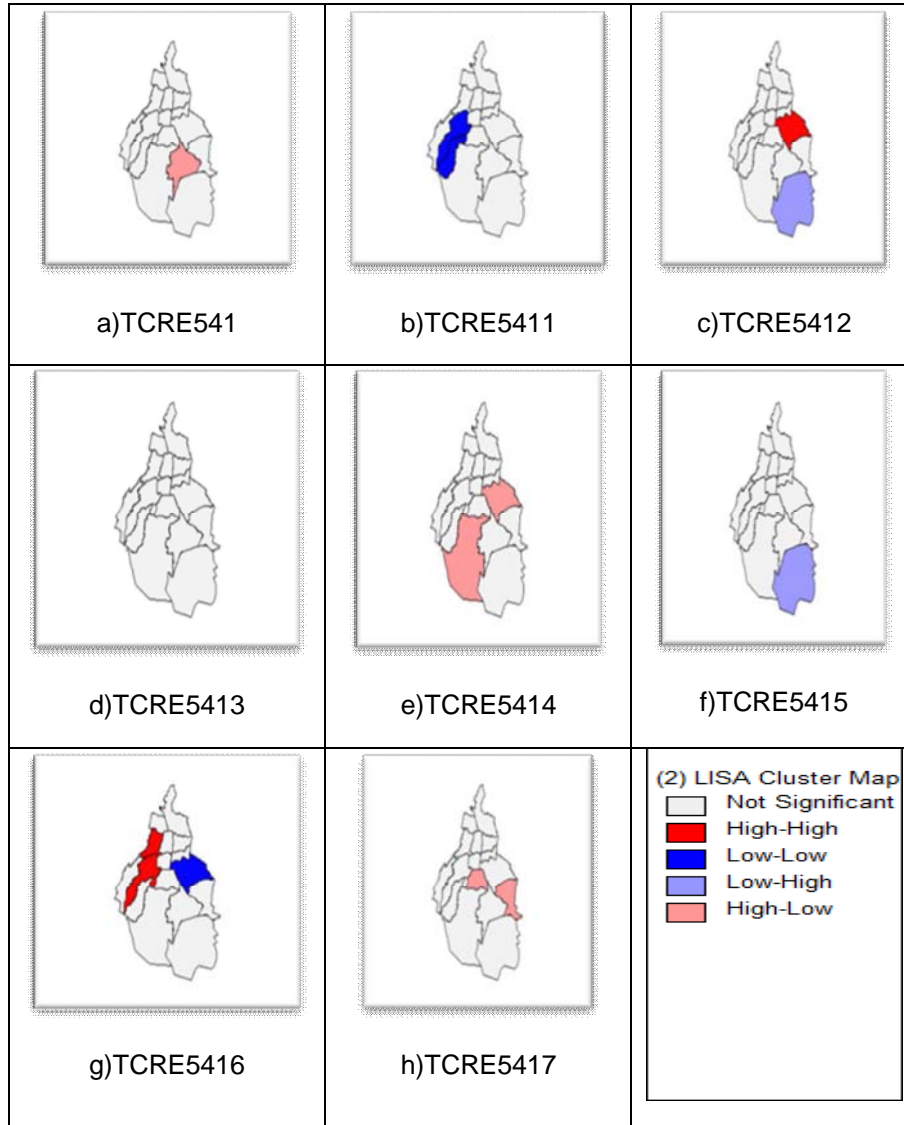 a)TCRE541
b)TCRE5411
c)TCRE5412
d)TCRE5413
e)TCRE5414
f)TCRE5415
g)TCRE5416
h)TCRE5417
(2) LISA Cluster Map
Not Significant
High-High
Low-Low
Low-High
High-Low